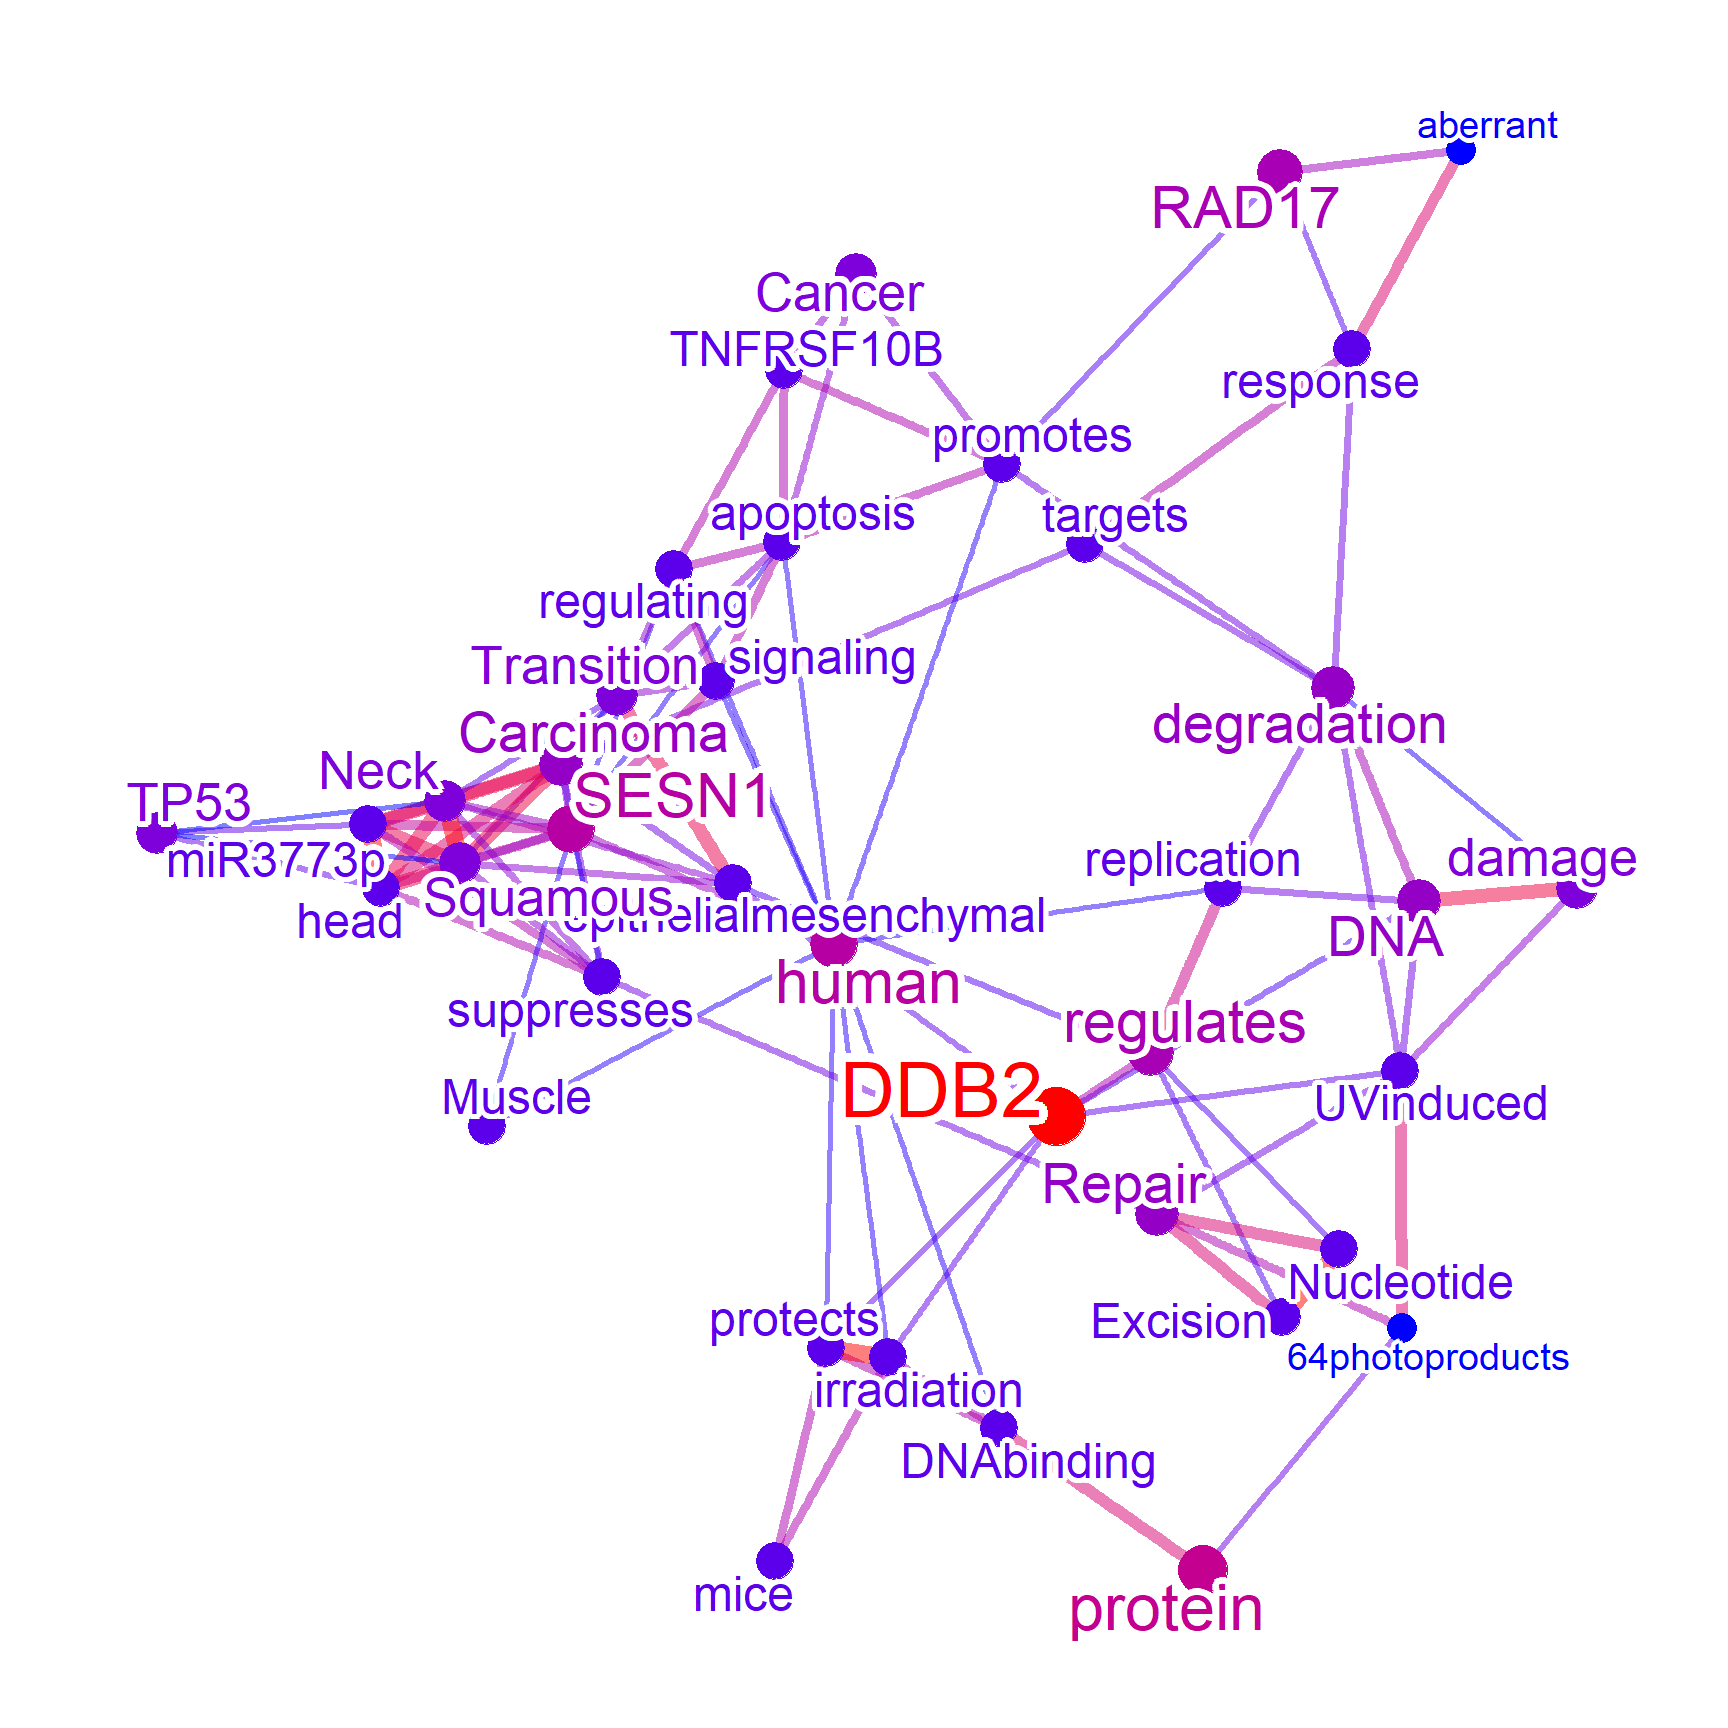 aberrant
RAD17
Cancer
TNFRSF10B
response
promotes
apoptosis
targets
regulating
Transition
signaling
Carcinoma
degradation
Neck
SESN1
TP53
miR3773p
replication
damage
head
Squamous
epithelialmesenchymal
DNA
human
suppresses
regulates
DDB2
Muscle
UVinduced
Repair
Nucleotide
protects
Excision
64photoproducts
irradiation
DNAbinding
mice
protein